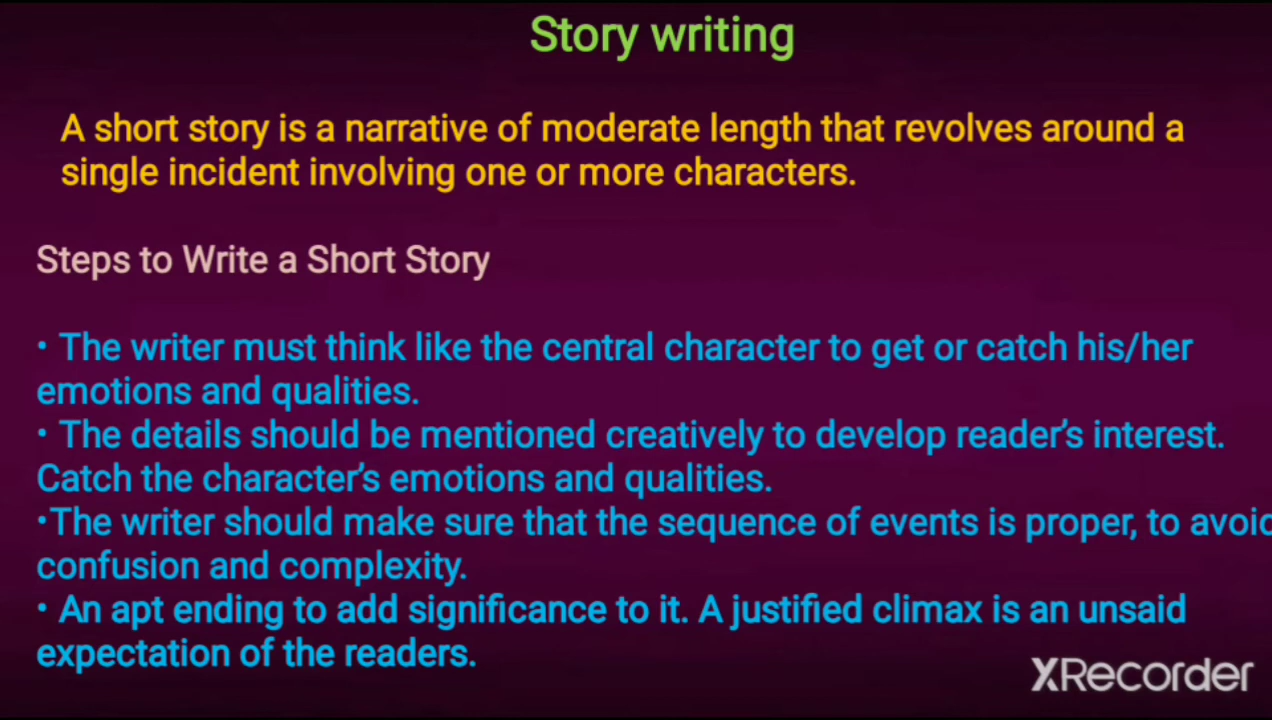 Story writing
A short story is a narrative of moderate length that revolves around a
single incident involving one or more characters.
Steps to Write a Short Story
• The writer must think like the central character to get or catch his/her
emotions and qualities.
• The details should be mentioned creatively to develop reader's interest.
Catch the character's emotions and qualities.
•The writer should make sure that the sequence of events is proper, to avoid
confusion and complexity.
• An apt ending to add significance to it. A justified climax is an unsaid
expectation of the readers.
XRecorder